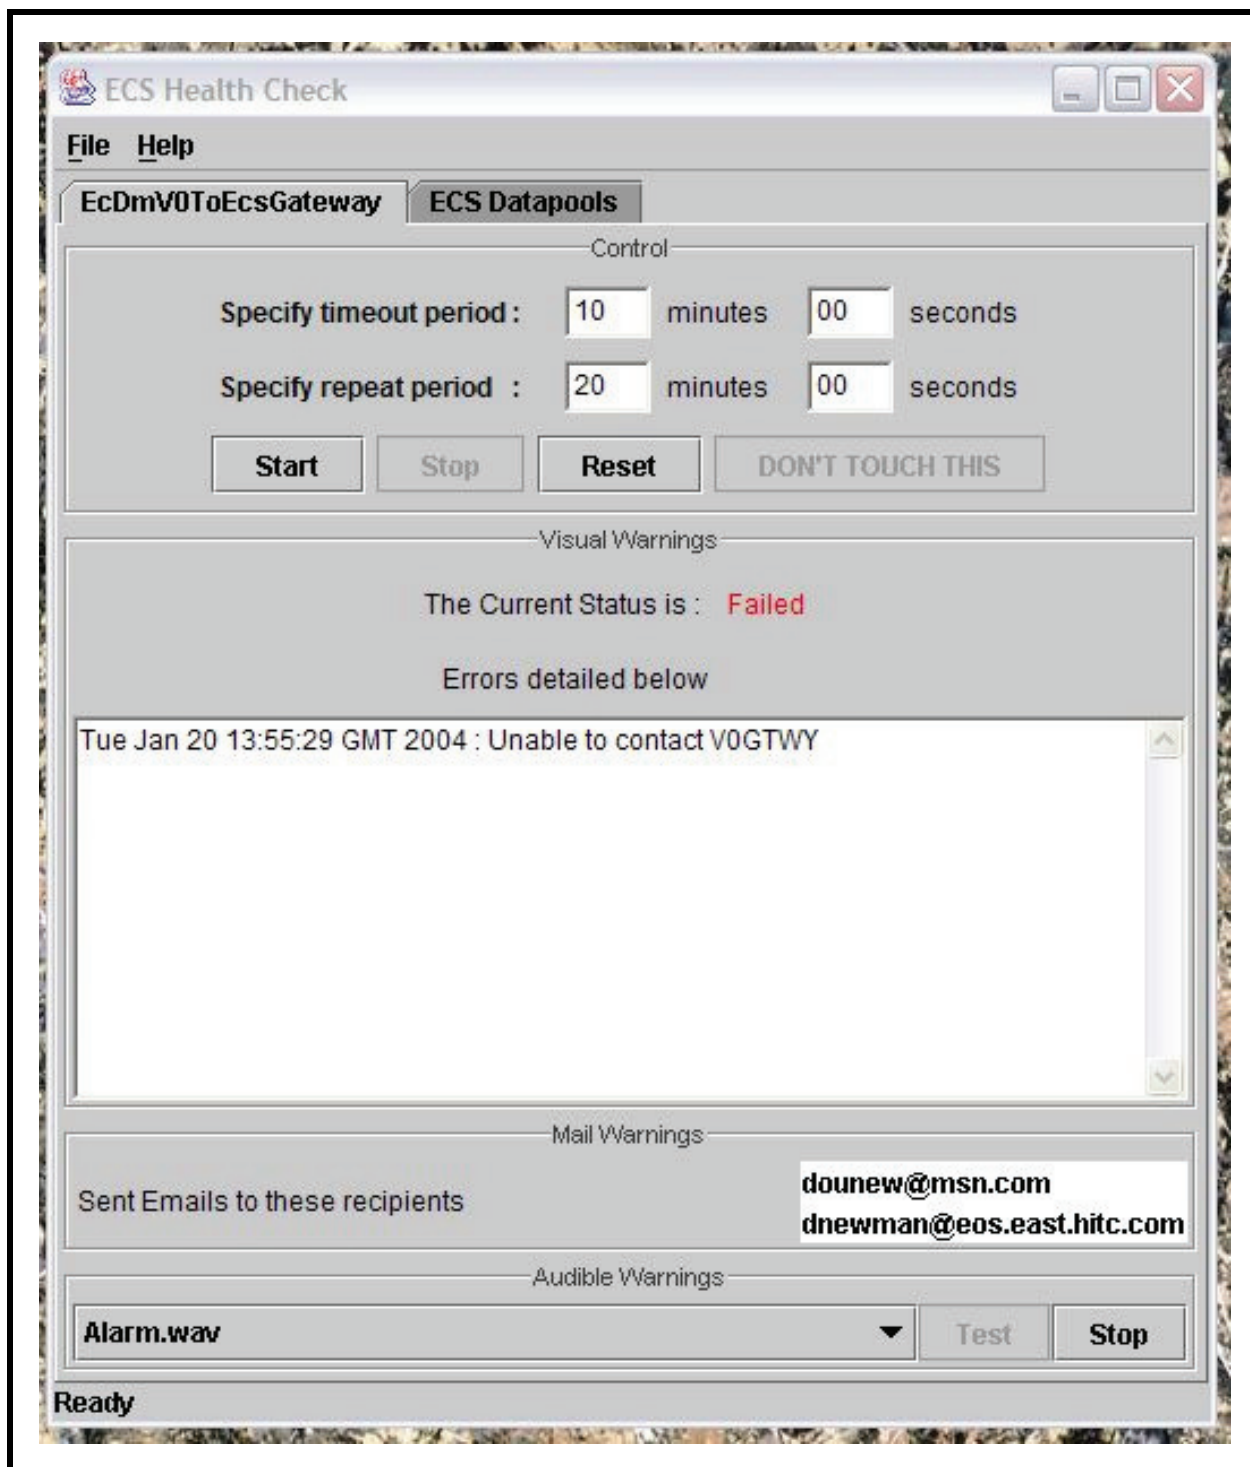 ECS Health Check
File Help
EcDmV0ToEcsGateway ECS Datapools
Control
Specify timeout period : 10 minutes 00 seconds
Specify repeat period : 20 minutes 00 seconds
Start Stop Reset DON'T TOUCH THIS
Visual Warnings
The Current Status is : Failed
Errors detailed below
Tue Jan 20 13:55:29 GMT 2004 : Unable to contact V0GTWY
Mail Warnings
Sent Emails to these recipients
dounew@msn.com
dnewman@eos.east.hitc.com
Audible Warnings
Alarm.wav Test Stop
Ready